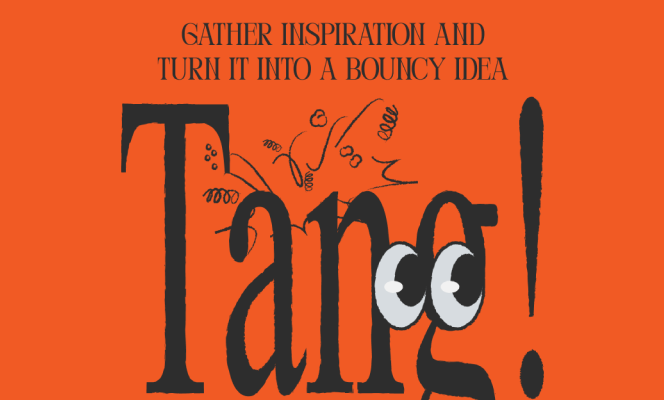 GATHER INSPIRATION AND
TURN IT INTO A BOUNCY IDEA
Tang!